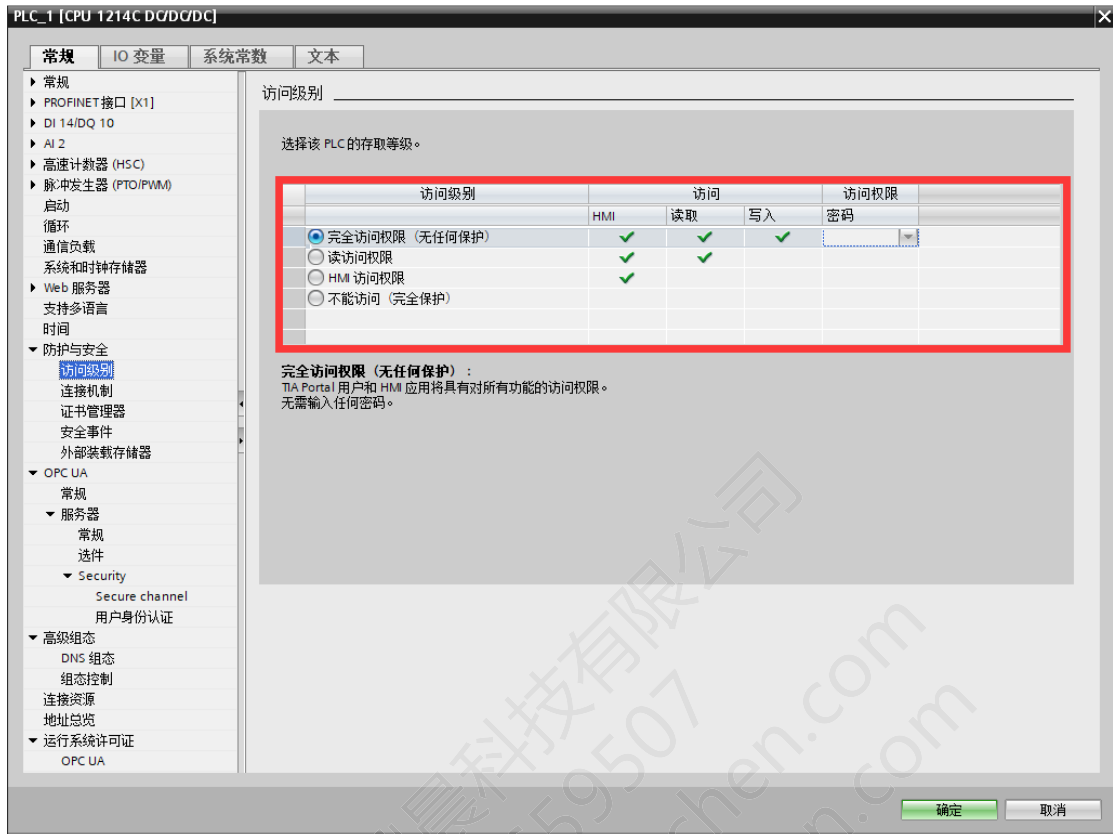 PLC_1 [CPU 1214C DC/DC/DC]
常规 IO 变量 系统常数 文本
常规
PROFINET接口 [X1]
DI 14/DQ 10
AI 2
高速计数器 (HSC)
脉冲发生器 (PTO/PWM)
启动
循环
通信负载
系统和时钟存储器
Web 服务器
支持多语言
时间
防护与安全
访问级别
连接机制
证书管理器
安全事件
外部装载存储器
OPC UA
常规
服务器
常规
选件
Security
Secure channel
用户身份认证
高级组态
DNS 组态
组态控制
连接资源
地址总览
运行系统许可证
OPC UA
访问级别
选择该 PLC的存取等级。
访问级别 访问 访问权限
HMI 读取 写入 密码
完全访问权限（无任何保护）
读访问权限
HMI 访问权限
不能访问（完全保护）
完全访问权限（无任何保护）：
TIA Portal 用户和 HMI 应用将具有对所有功能的访问权限。
无需输入任何密码。
确定 取消